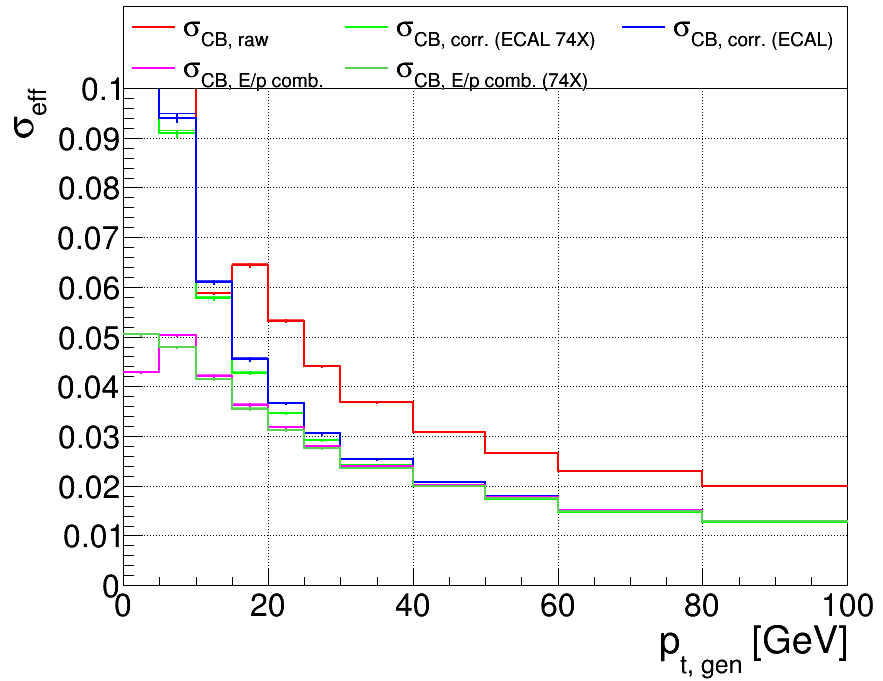 σCB, raw σCB, corr. (ECAL 74X) σCB, corr. (ECAL)
σCB, E/p comb. σCB, E/p comb. (74X)
σeff
0.1
0.09
0.08
0.07
0.06
0.05
0.04
0.03
0.02
0.01
0
0 20 40 60 80 100
pt, gen [GeV]